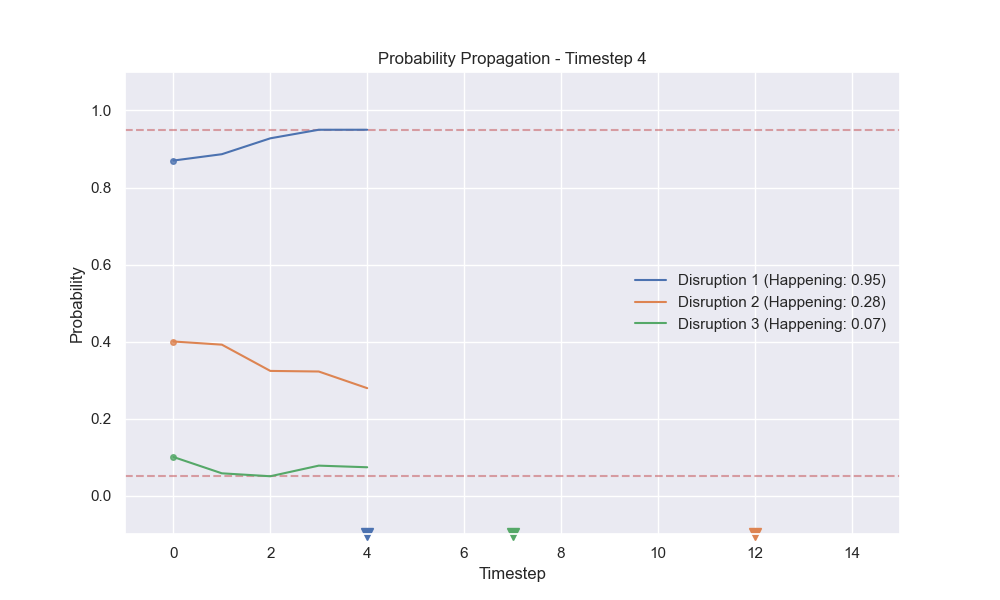 Probability Propagation - Timestep 4
1.0
0.8
0.6
0.4
0.2
0.0
Probability
Disruption 1 (Happening: 0.95)
Disruption 2 (Happening: 0.28)
Disruption 3 (Happening: 0.07)
0 2 4 6 8 10 12 14
Timestep